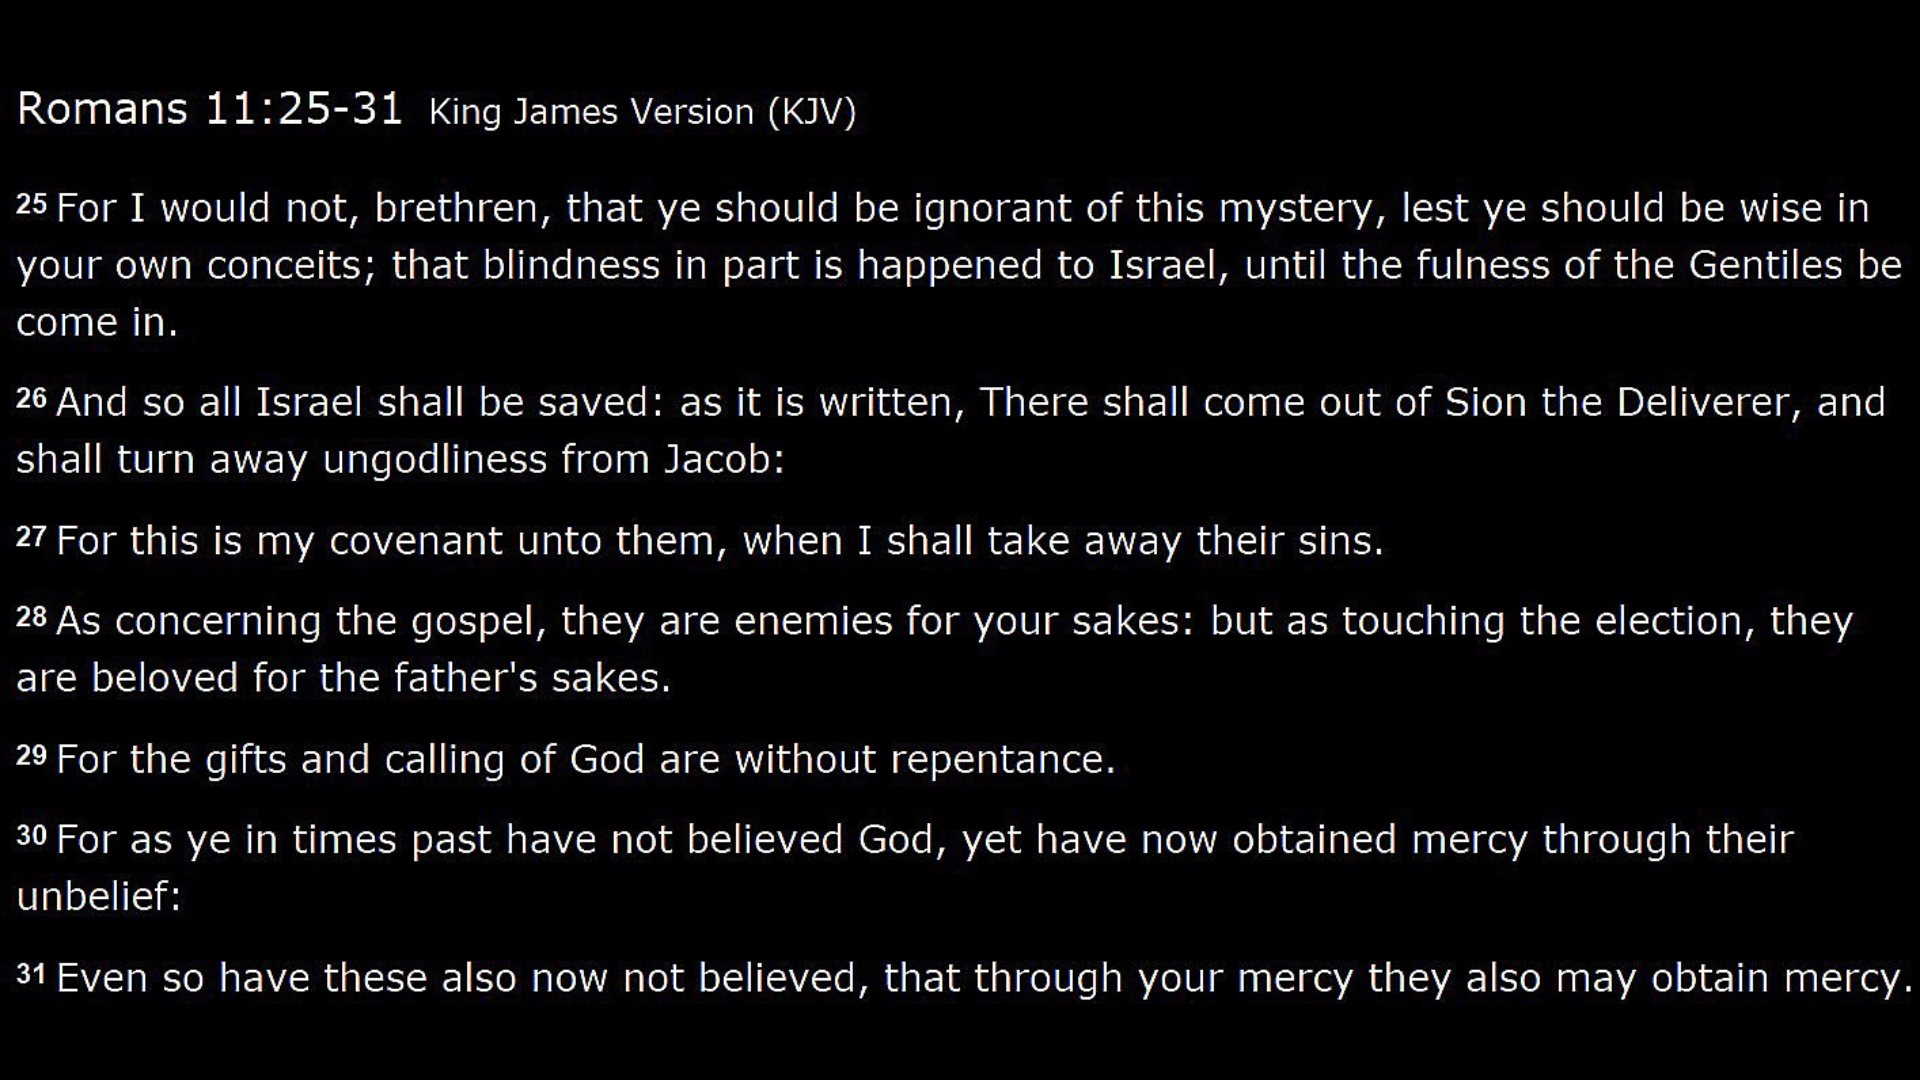 Romans 11:25-31 King James Version (KJV)
25 For I would not, brethren, that ye should be ignorant of this mystery, lest ye should be wise in
your own conceits; that blindness in part is happened to Israel, until the fulness of the Gentiles be
come in.
26 And so all Israel shall be saved: as it is written, There shall come out of Sion the Deliverer, and
shall turn away ungodliness from Jacob:
27 For this is my covenant unto them, when I shall take away their sins.
28 As concerning the gospel, they are enemies for your sakes: but as touching the election, they
are beloved for the father's sakes.
29 For the gifts and calling of God are without repentance.
30 For as ye in times past have not believed God, yet have now obtained mercy through their
unbelief:
31 Even so have these also now not believed, that through your mercy they also may obtain mercy.